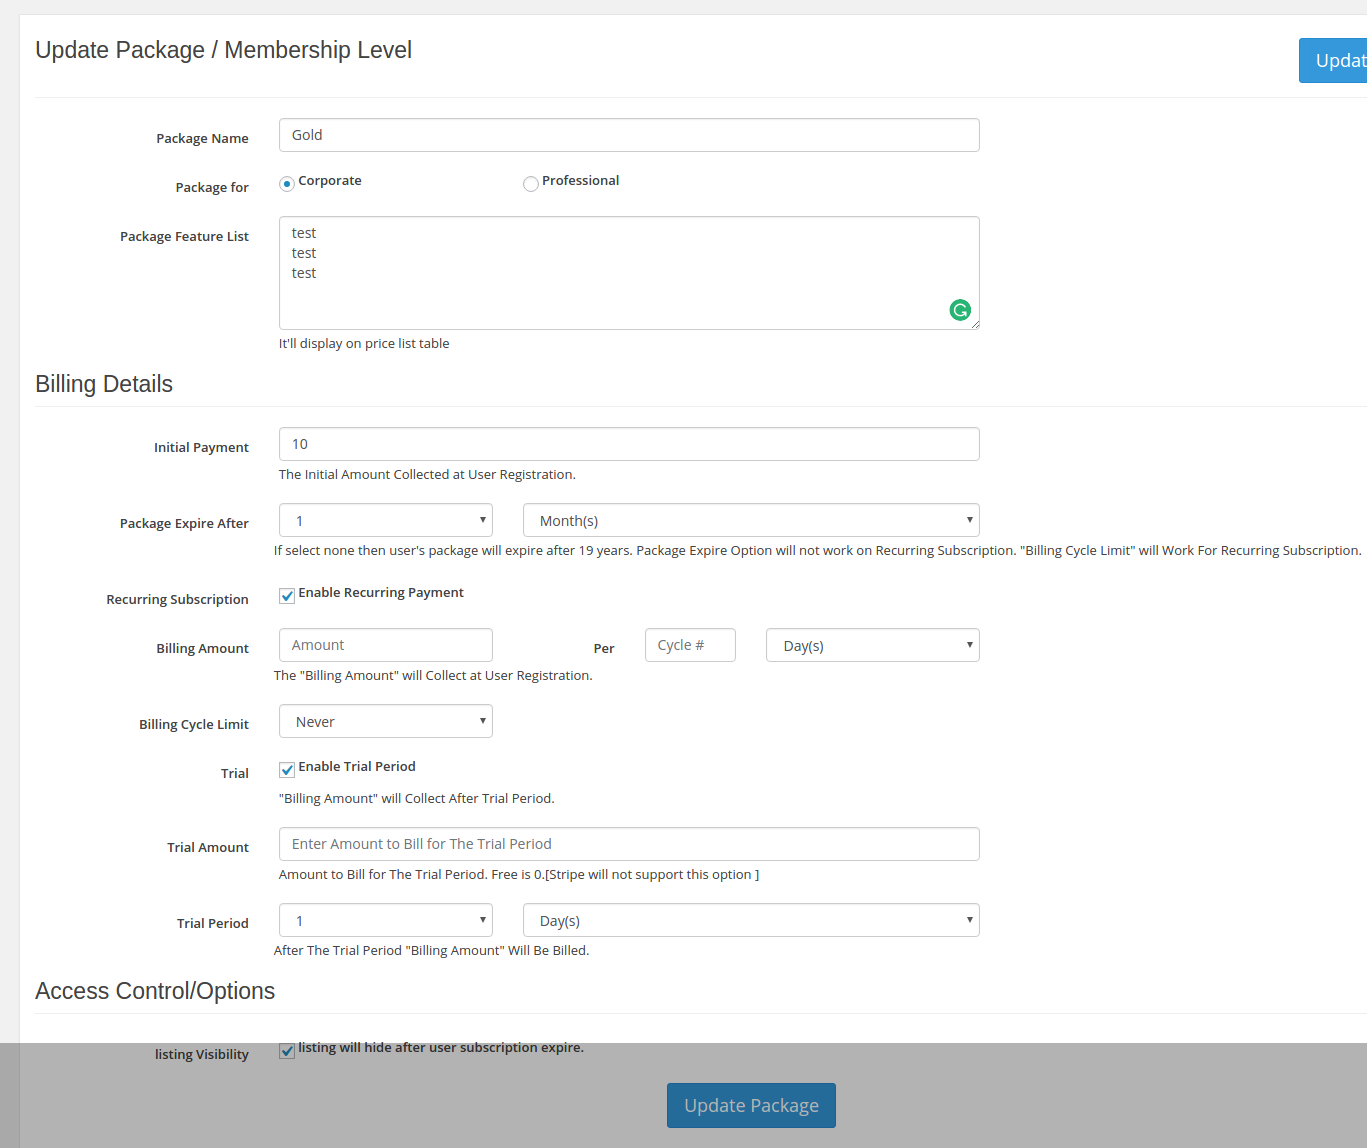 Update Package / Membership Level
Updat
Package Name Gold
Package for Corporate Professional
Package Feature List test
test
test
It'll display on price list table
Billing Details
Initial Payment 10
The Initial Amount Collected at User Registration.
Package Expire After 1 Month(s)
If select none then user's package will expire after 19 years. Package Expire Option will not work on Recurring Subscription. "Billing Cycle Limit" will Work For Recurring Subscription.
Recurring Subscription Enable Recurring Payment
Billing Amount Amount Per Cycle # Day(s)
The "Billing Amount" will Collect at User Registration.
Billing Cycle Limit Never
Trial Enable Trial Period
"Billing Amount" will Collect After Trial Period.
Trial Amount Enter Amount to Bill for The Trial Period
Amount to Bill for The Trial Period. Free is 0.[Stripe will not support this option ]
Trial Period 1 Day(s)
After The Trial Period "Billing Amount" Will Be Billed.
Access Control/Options
listing Visibility listing will hide after user subscription expire.
Update Package